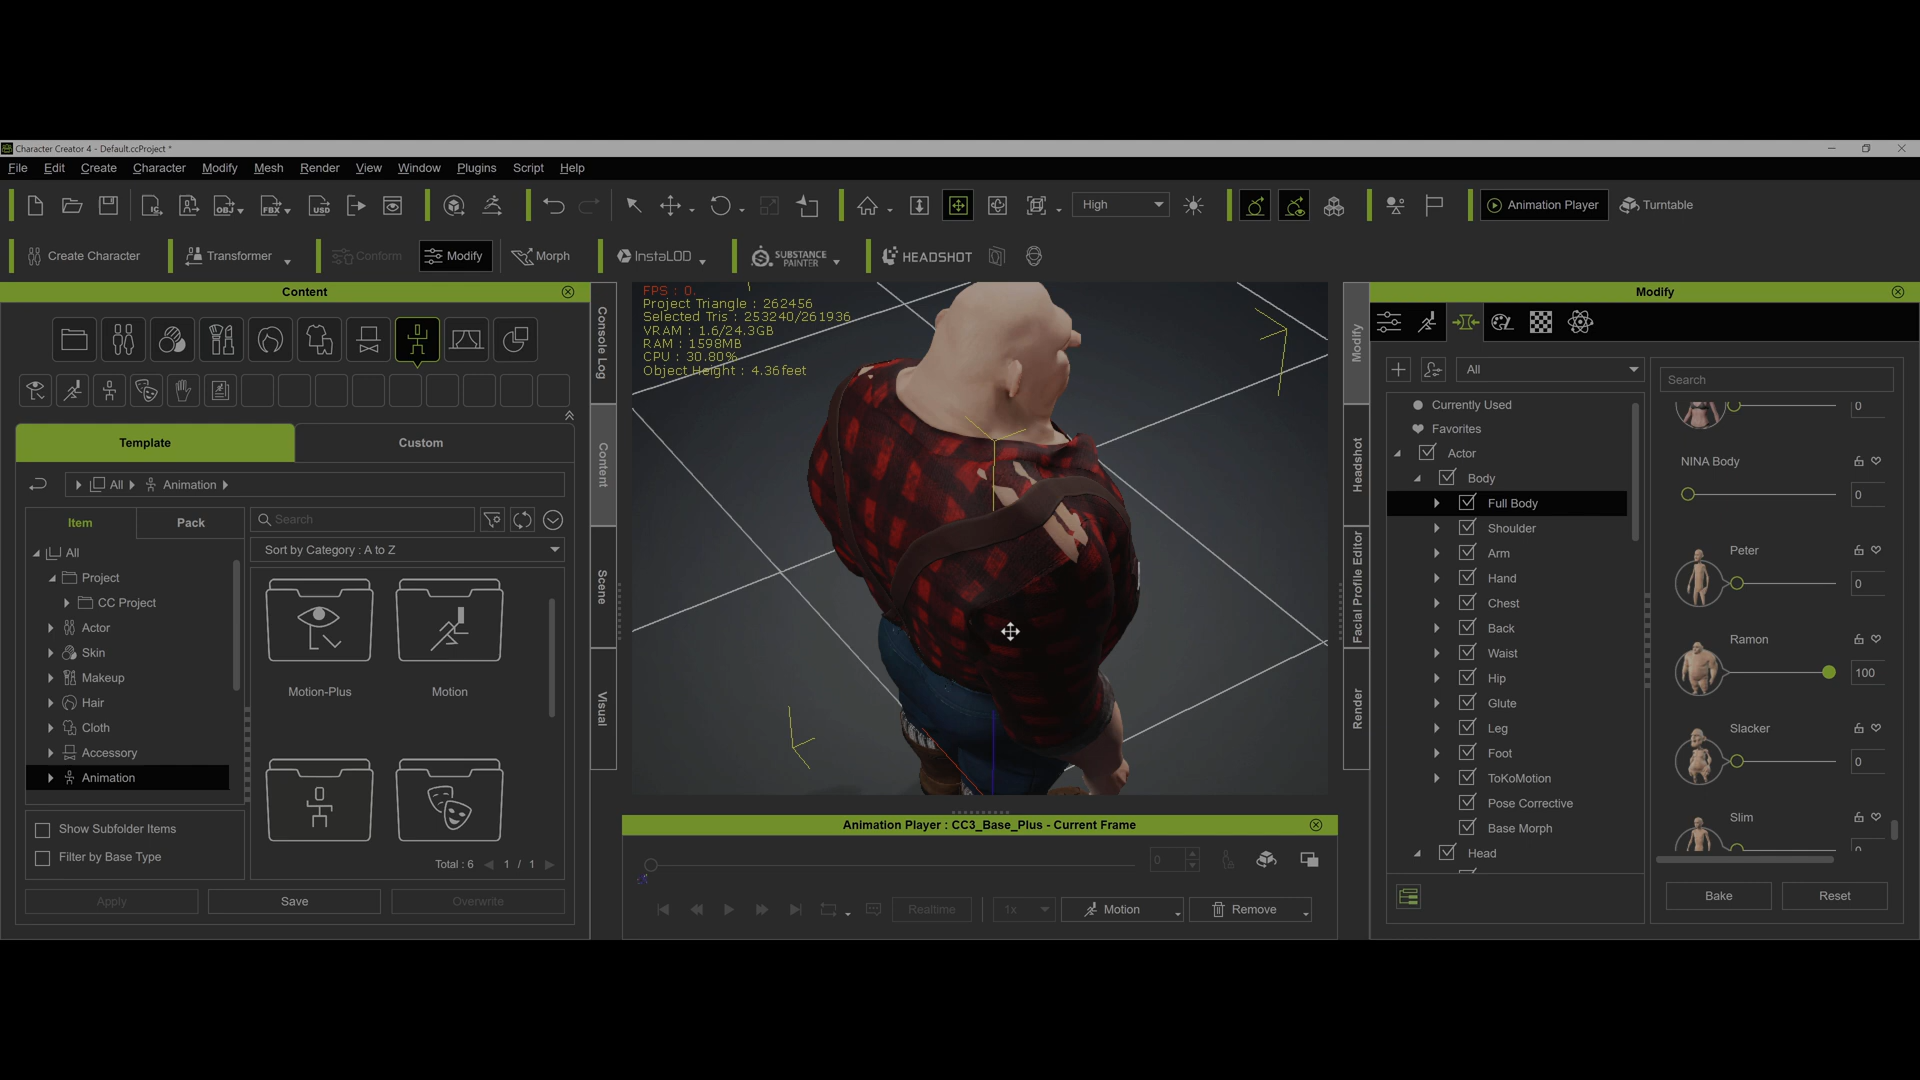 Character Creator 4 - Default.ccProject *
File Edit Create Character Modify Mesh Render View Window Plugins Script Help
iC OBJ FBX USD High Animation Player Turntable
Create Character Transformer Conform Modify Morph InstaLOD SUBSTANCE PAINTER HEADSHOT
Content
Template Custom
All Animation
Item Pack
Search
Sort by Category : A to Z
All
Project
CC Project
Actor
Skin
Makeup
Hair
Cloth
Accessory
Animation
Motion-Plus Motion
Show Subfolder Items
Filter by Base Type
Total : 6 1 / 1
Apply Save Overwrite
Console Log
Content
Scene
Visual
FPS : 0.
Project Triangle : 262456
Selected Tris : 253240/261936
VRAM : 1.6/24.3GB
RAM : 1598MB
CPU : 30.80%
Object Height : 4.36feet
Animation Player : CC3_Base_Plus - Current Frame
0
Realtime 1x Motion Remove
Modify
Headshot
Facial Profile Editor
Render
Modify
All
Currently Used
Favorites
Actor
Body
Full Body
Shoulder
Arm
Hand
Chest
Back
Waist
Hip
Glute
Leg
Foot
ToKoMotion
Pose Corrective
Base Morph
Head
Search
0
NINA Body
0
Peter
0
Ramon
100
Slacker
0
Slim
0
Bake Reset